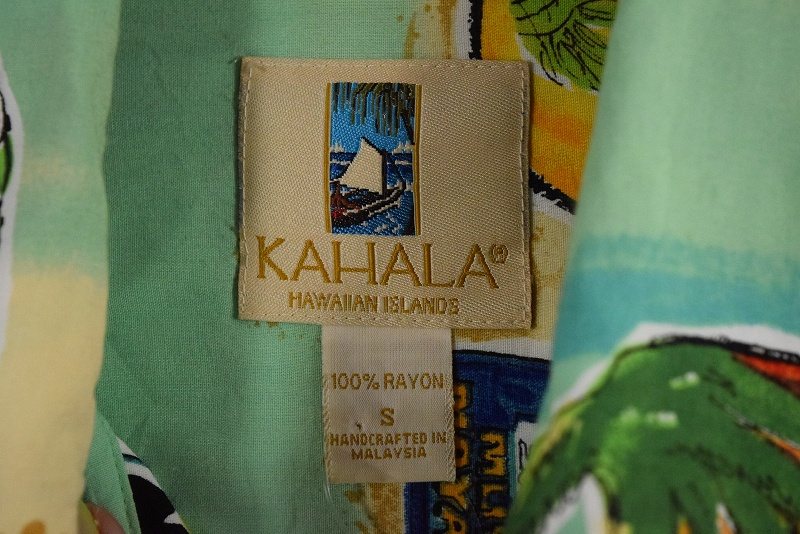 KAHALA®
HAWAIIAN ISLANDS
100% RAYON
S
HANDCRAFTED IN
MALAYSIA